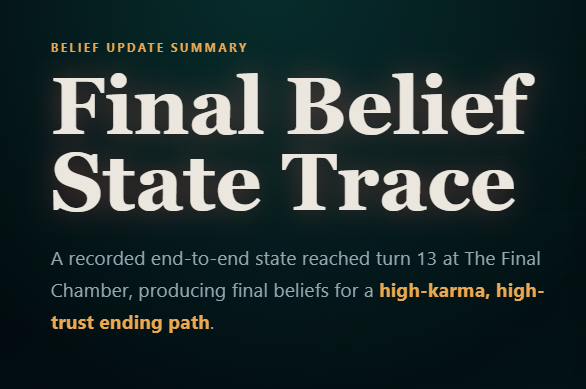 BELIEF UPDATE SUMMARY
Final Belief
State Trace
A recorded end-to-end state reached turn 13 at The Final
Chamber, producing final beliefs for a high-karma, high-
trust ending path.